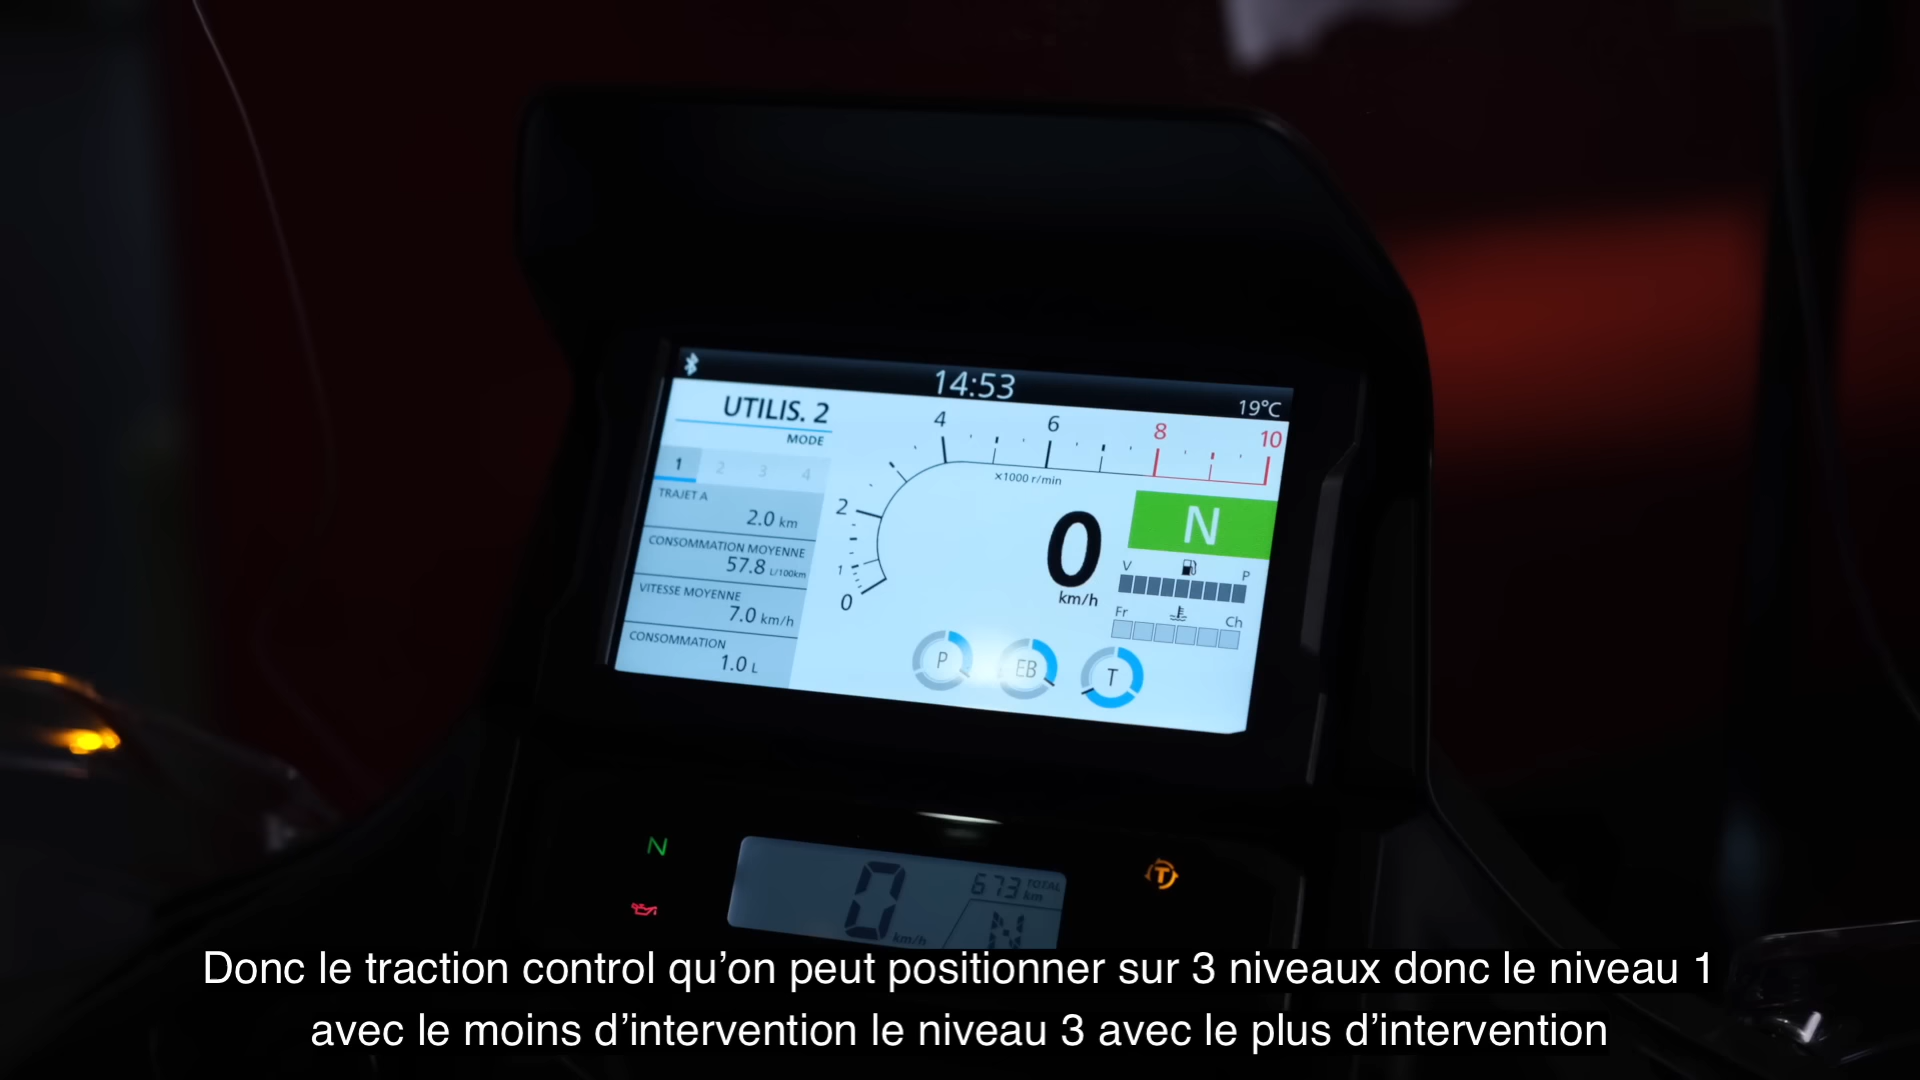 14:53
19°C
UTILIS. 2
MODE
1 2 3 4
TRAJET A
2.0 km
CONSOMMATION MOYENNE
57.8 L/100km
VITESSE MOYENNE
7.0 km/h
CONSOMMATION
1.0 L
0 1 2 4 6 8 10
x1000 r/min
0
km/h
N
V P
Fr Ch
P EB T
N
T
0 km/h
673 TOTAL km
N
Donc le traction control qu’on peut positionner sur 3 niveaux donc le niveau 1
avec le moins d’intervention le niveau 3 avec le plus d’intervention